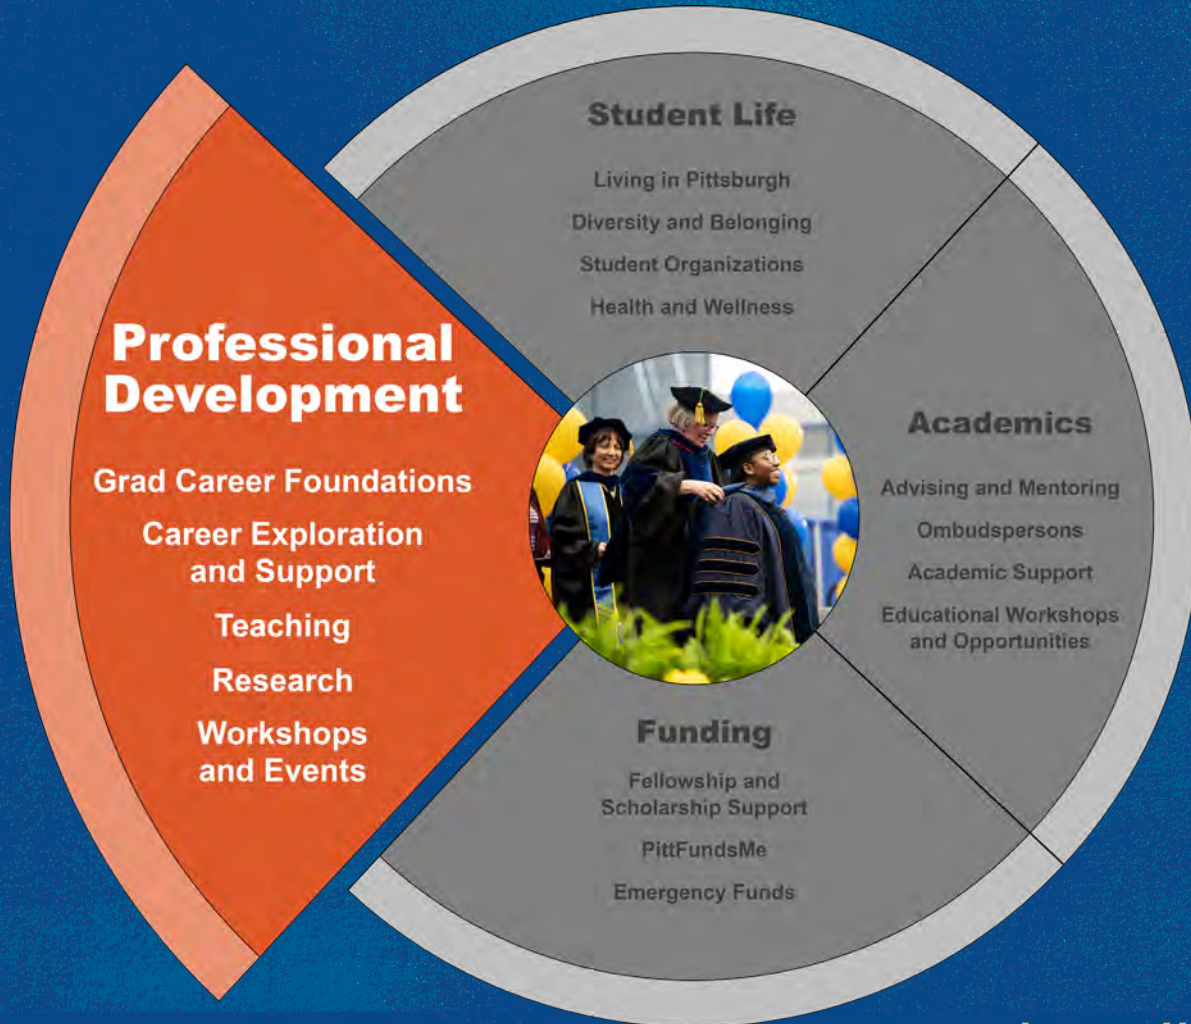 Student Life
Living in Pittsburgh
Diversity and Belonging
Student Organizations
Health and Wellness
Professional
Development
Grad Career Foundations
Career Exploration
and Support
Teaching
Research
Workshops
and Events
Academics
Advising and Mentoring
Ombudspersons
Academic Support
Educational Workshops
and Opportunities
Funding
Fellowship and
Scholarship Support
PittFundsMe
Emergency Funds